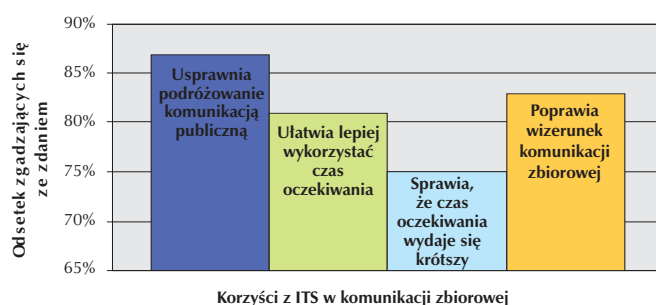 90%
85%
80%
75%
70%
65%
Odsetek zgadzających się
ze zdaniem
Usprawnia
podróżowanie
komunikacją
publiczną
Ułatwia lepiej
wykorzystać
czas
oczekiwania
Sprawia,
że czas
oczekiwania
wydaje się
krótszy
Poprawia
wizerunek
komunikacji
zbiorowej
Korzyści z ITS w komunikacji zbiorowej